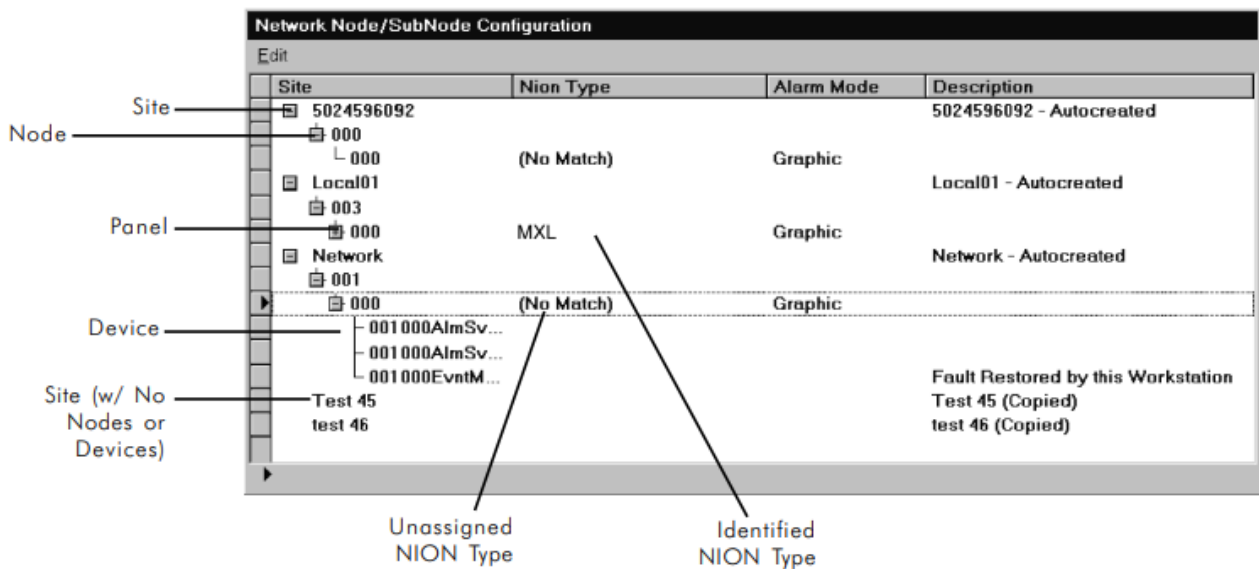 Network Node/SubNode Configuration
Edit
Site Nion Type Alarm Mode Description
5024596092 5024596092 - Autocreated
000
000 (No Match) Graphic
Local01 Local01 - Autocreated
003
000 MXL Graphic
Network Network - Autocreated
001
000 (No Match) Graphic
001000AlmSv...
001000AlmSv...
001000EvntM... Fault Restored by this Workstation
Test 45 Test 45 (Copied)
test 46 test 46 (Copied)
Site
Node
Panel
Device
Site (w/ No
Nodes or
Devices)
Unassigned
NION Type
Identified
NION Type